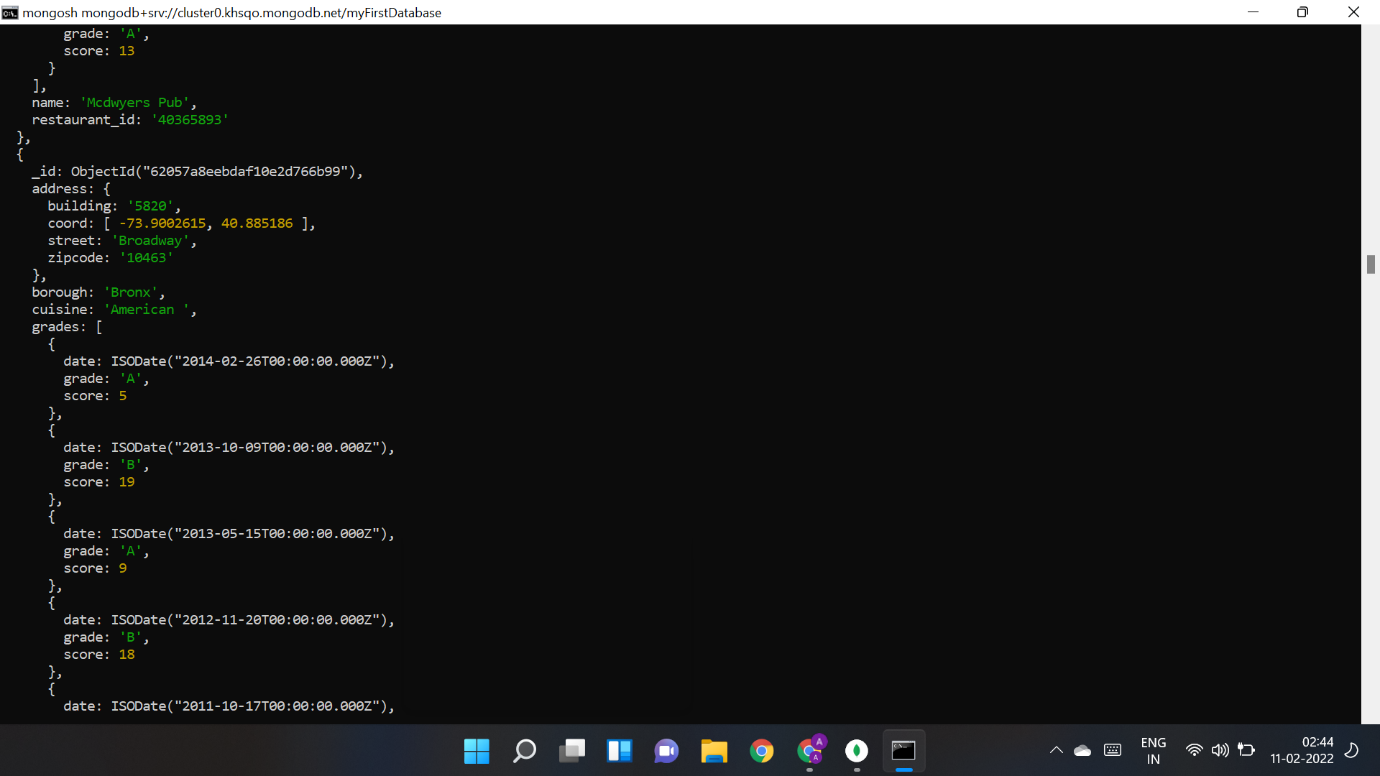 mongosh mongodb+srv://cluster0.khsqo.mongodb.net/myFirstDatabase
grade: 'A',
score: 13
}
],
name: 'Mcdwyers Pub',
restaurant_id: '40365893'
},
{
_id: ObjectId("62057a8eebdaf10e2d766b99"),
address: {
building: '5820',
coord: [ -73.9002615, 40.885186 ],
street: 'Broadway',
zipcode: '10463'
},
borough: 'Bronx',
cuisine: 'American ',
grades: [
{
date: ISODate("2014-02-26T00:00:00.000Z"),
grade: 'A',
score: 5
},
{
date: ISODate("2013-10-09T00:00:00.000Z"),
grade: 'B',
score: 19
},
{
date: ISODate("2013-05-15T00:00:00.000Z"),
grade: 'A',
score: 9
},
{
date: ISODate("2012-11-20T00:00:00.000Z"),
grade: 'B',
score: 18
},
{
date: ISODate("2011-10-17T00:00:00.000Z"),
A
A
ENG
IN
02:44
11-02-2022